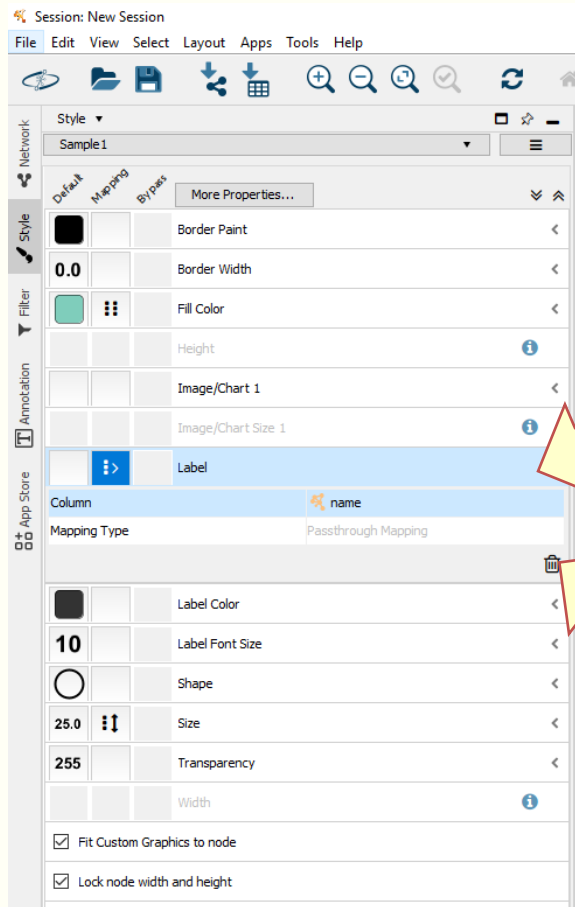 Session: New Session
File Edit View Select Layout Apps Tools Help
Network
Style
Filter
Annotation
App Store
Style
Sample1
Default Mapping Bypass More Properties...
Border Paint
0.0 Border Width
Fill Color
Height
Image/Chart 1
Image/Chart Size 1
Label
Column name
Mapping Type Passthrough Mapping
Label Color
10 Label Font Size
Shape
25.0 Size
255 Transparency
Width
Fit Custom Graphics to node
Lock node width and height